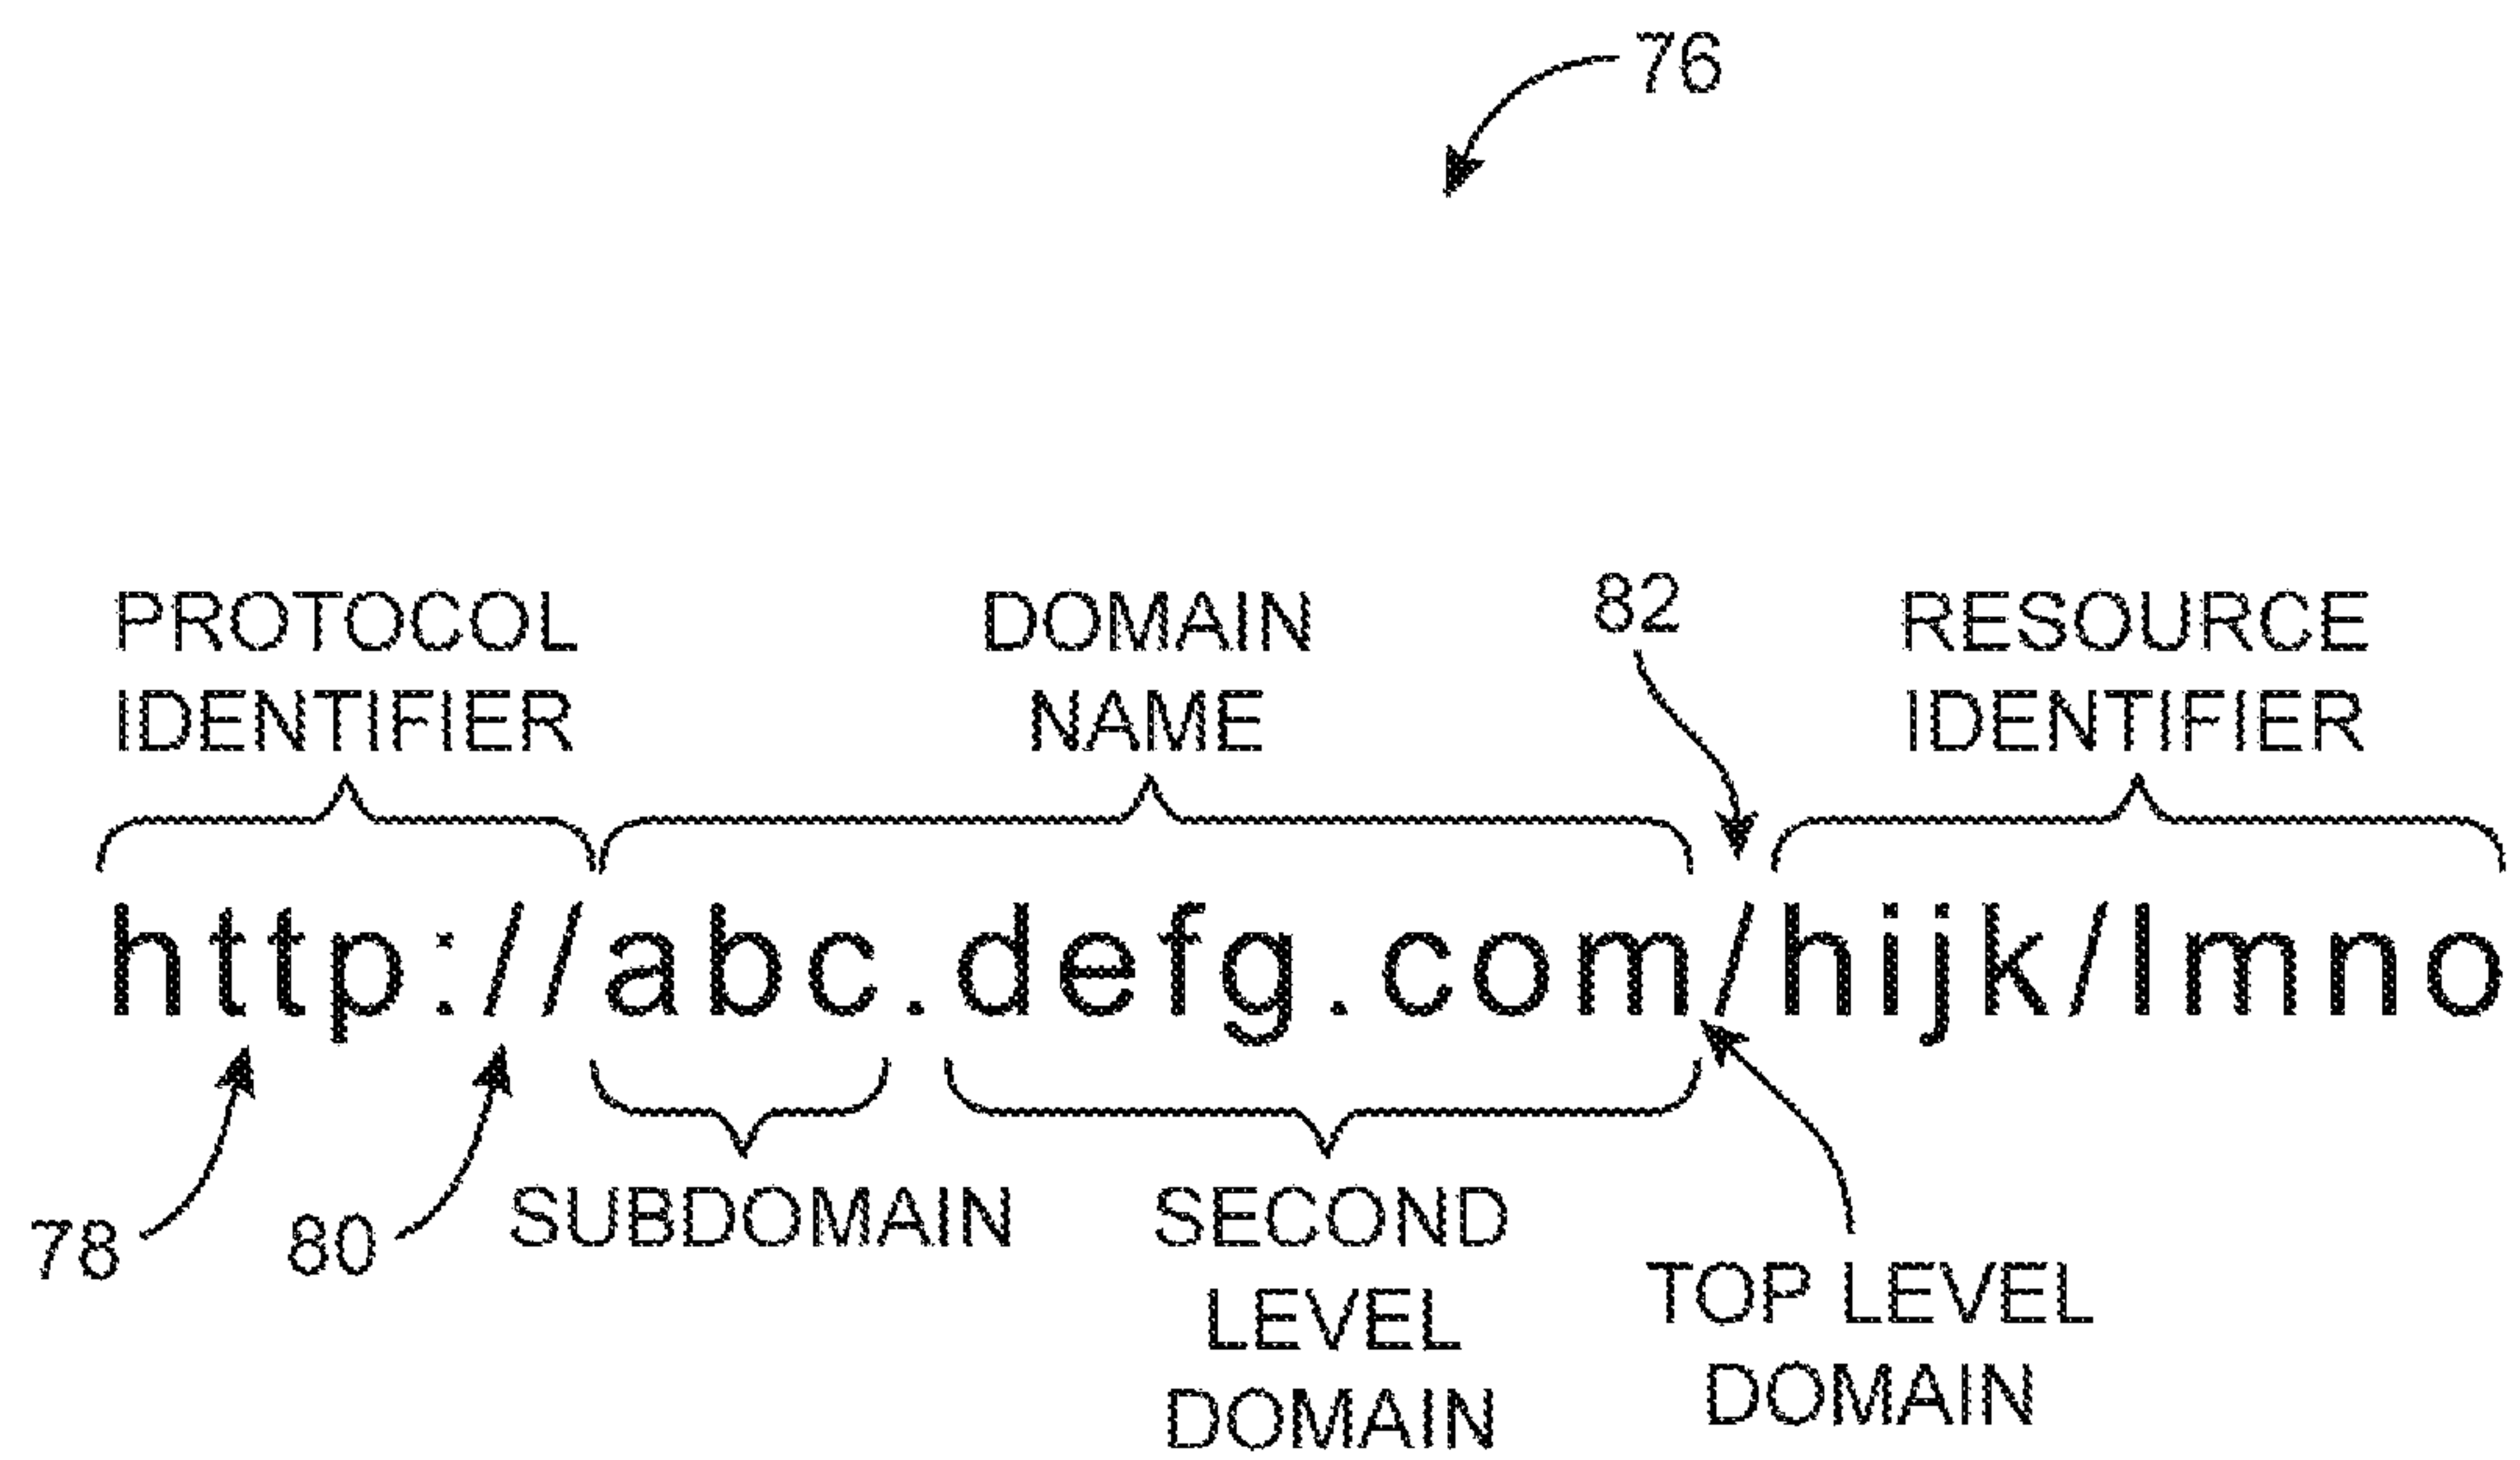 76
PROTOCOL
IDENTIFIER
DOMAIN
NAME
82
RESOURCE
IDENTIFIER
http://abc.defg.com/hijk/lmno
78
80
SUBDOMAIN
SECOND
LEVEL
DOMAIN
TOP LEVEL
DOMAIN